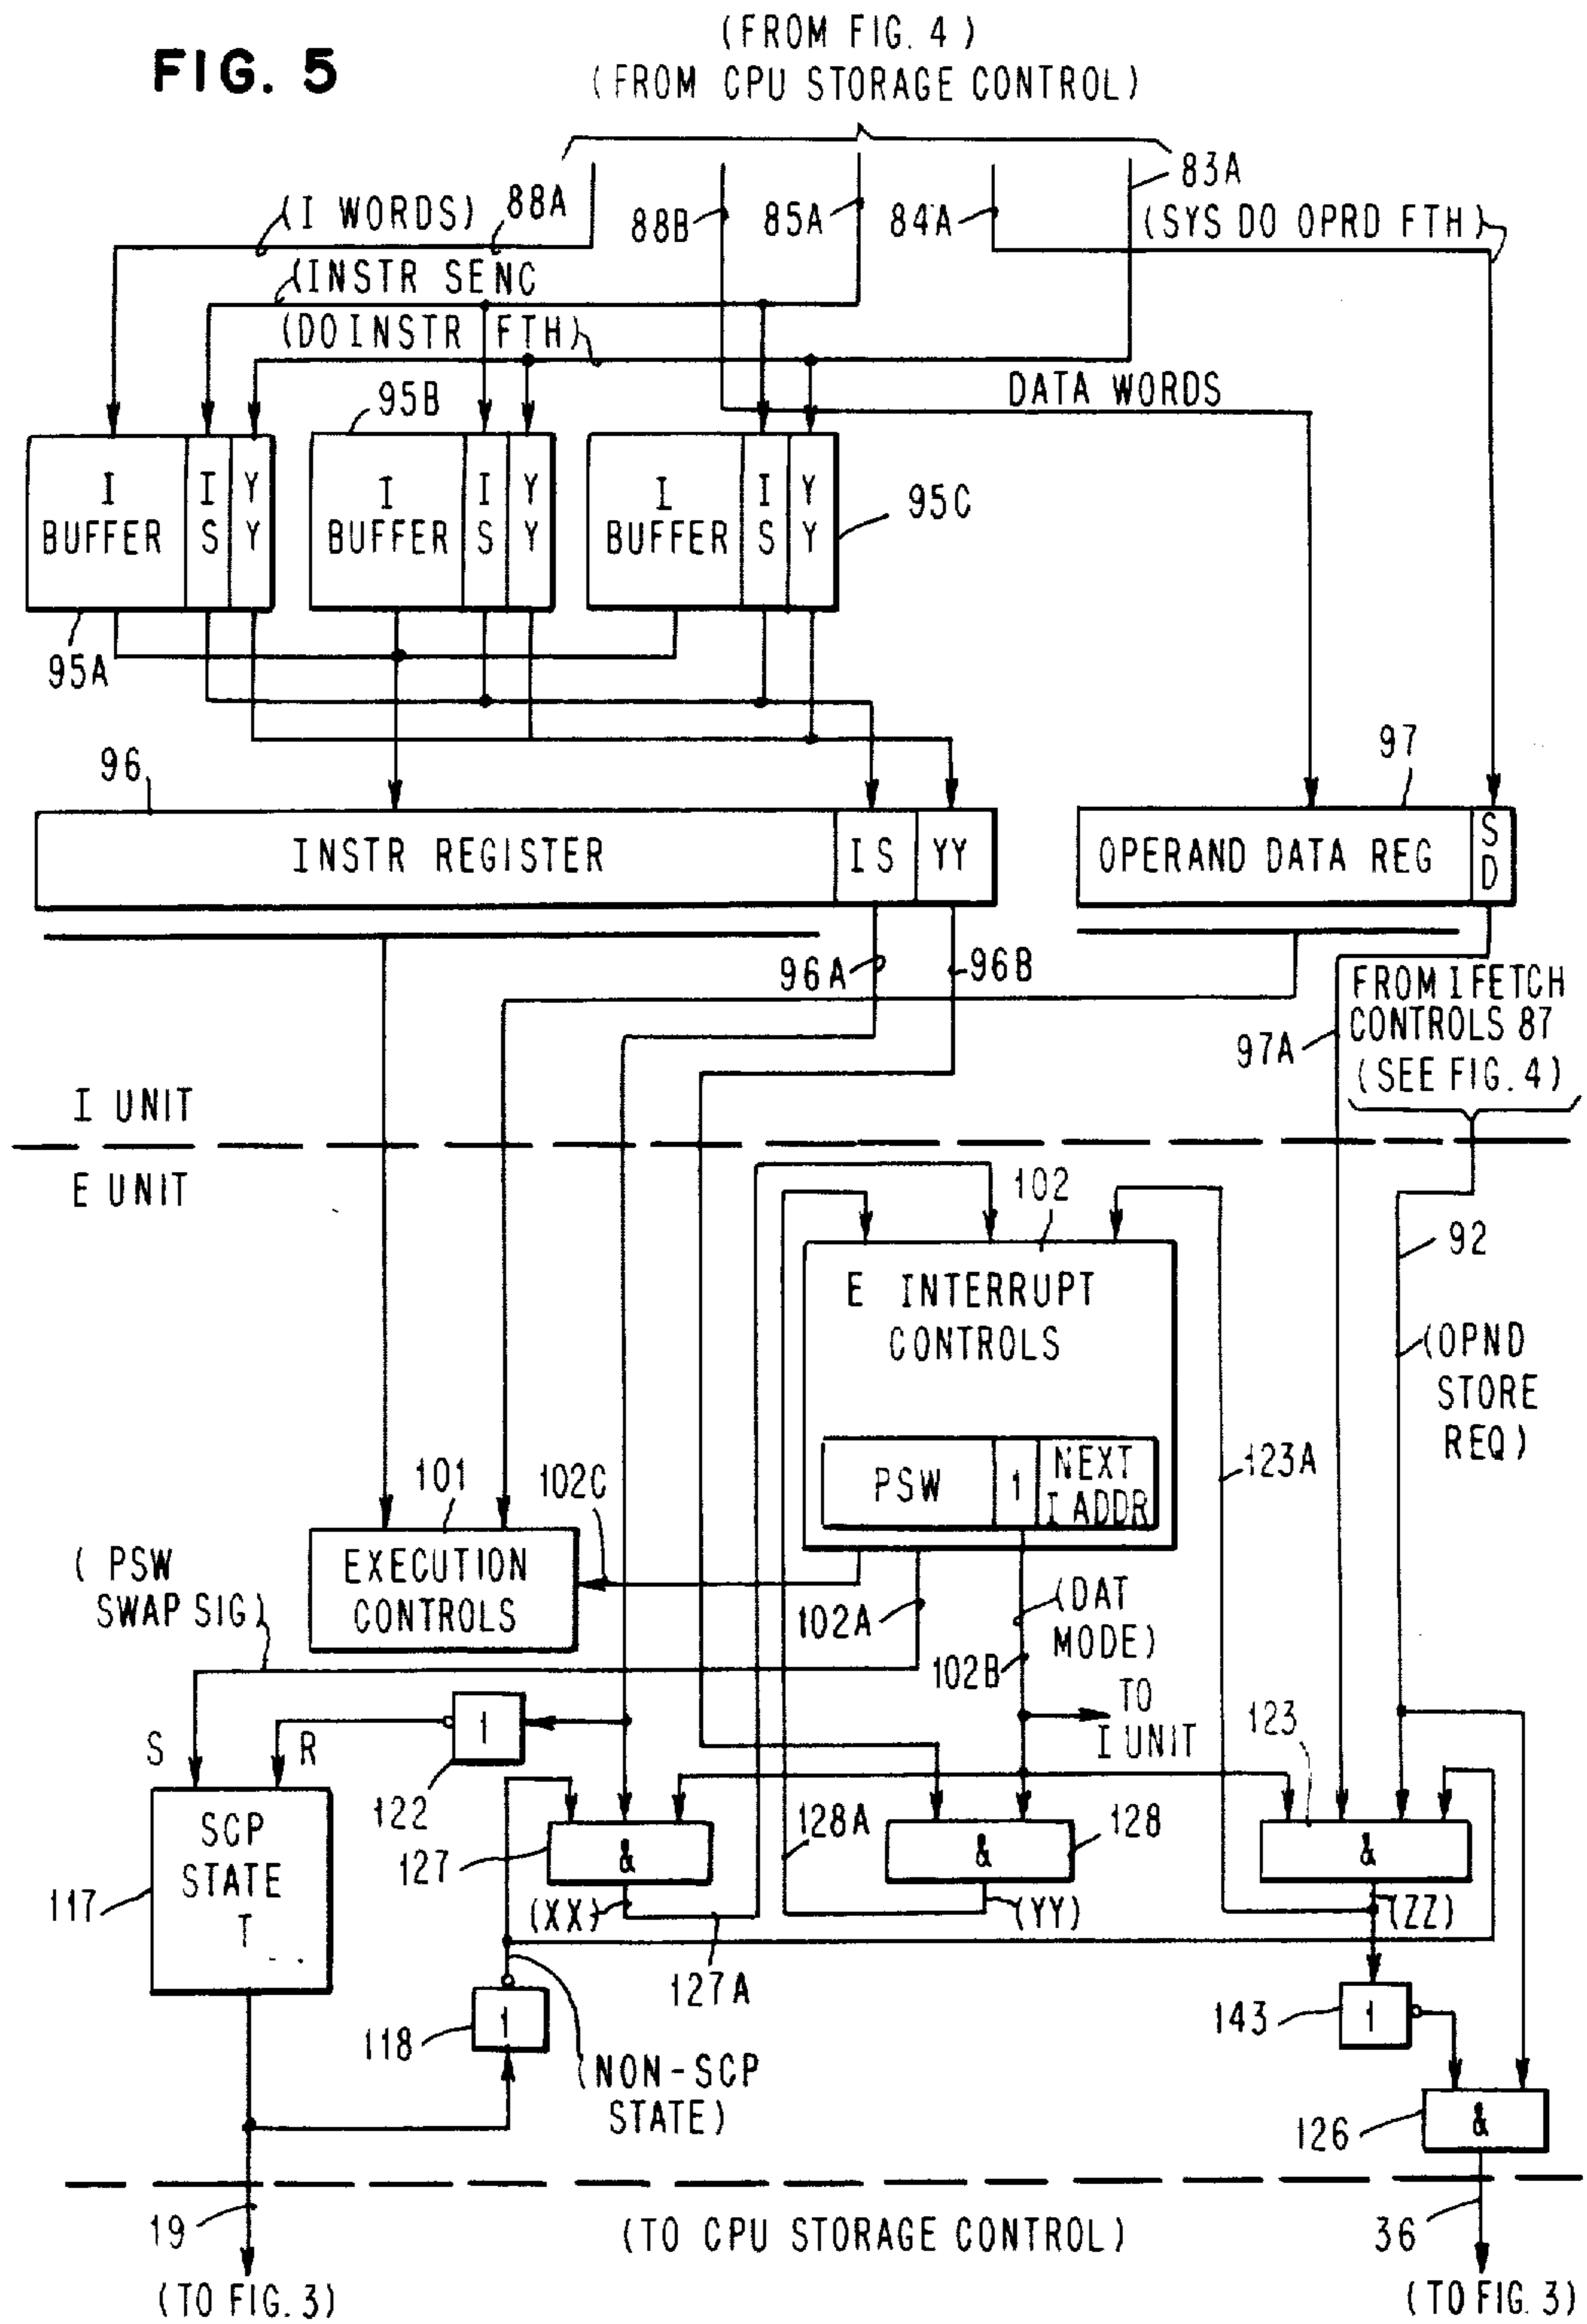 FIG. 5
(FROM FIG. 4)
(FROM CPU STORAGE CONTROL)
83A
(I WORDS) 88A
88B
85A
84A
(SYS DO OPRD FTH)
(INSTR SENC
(DO INSTR FTH)
DATA WORDS
95B
I BUFFER
I S
Y Y
I BUFFER
I S
Y Y
I BUFFER
I S
Y Y
95C
95A
96
97
INSTR REGISTER
IS
YY
OPERAND DATA REG
S D
96A
96B
97A
FROM I FETCH
CONTROLS 87
(SEE FIG. 4)
I UNIT
E UNIT
102
92
E INTERRUPT
CONTROLS
(OPND
STORE
REQ)
PSW
1
NEXT
I ADDR
123A
101
102C
EXECUTION
CONTROLS
(PSW
SWAP SIG)
102A
(DAT
MODE)
102B
TO
I UNIT
123
S
R
1
122
SCP
STATE
T
117
127
&
128A
&
128
&
(XX)
(YY)
(ZZ)
127A
118
1
143
1
(NON-SCP
STATE)
126
&
19
(TO CPU STORAGE CONTROL)
36
(TO FIG. 3)
(TO FIG. 3)